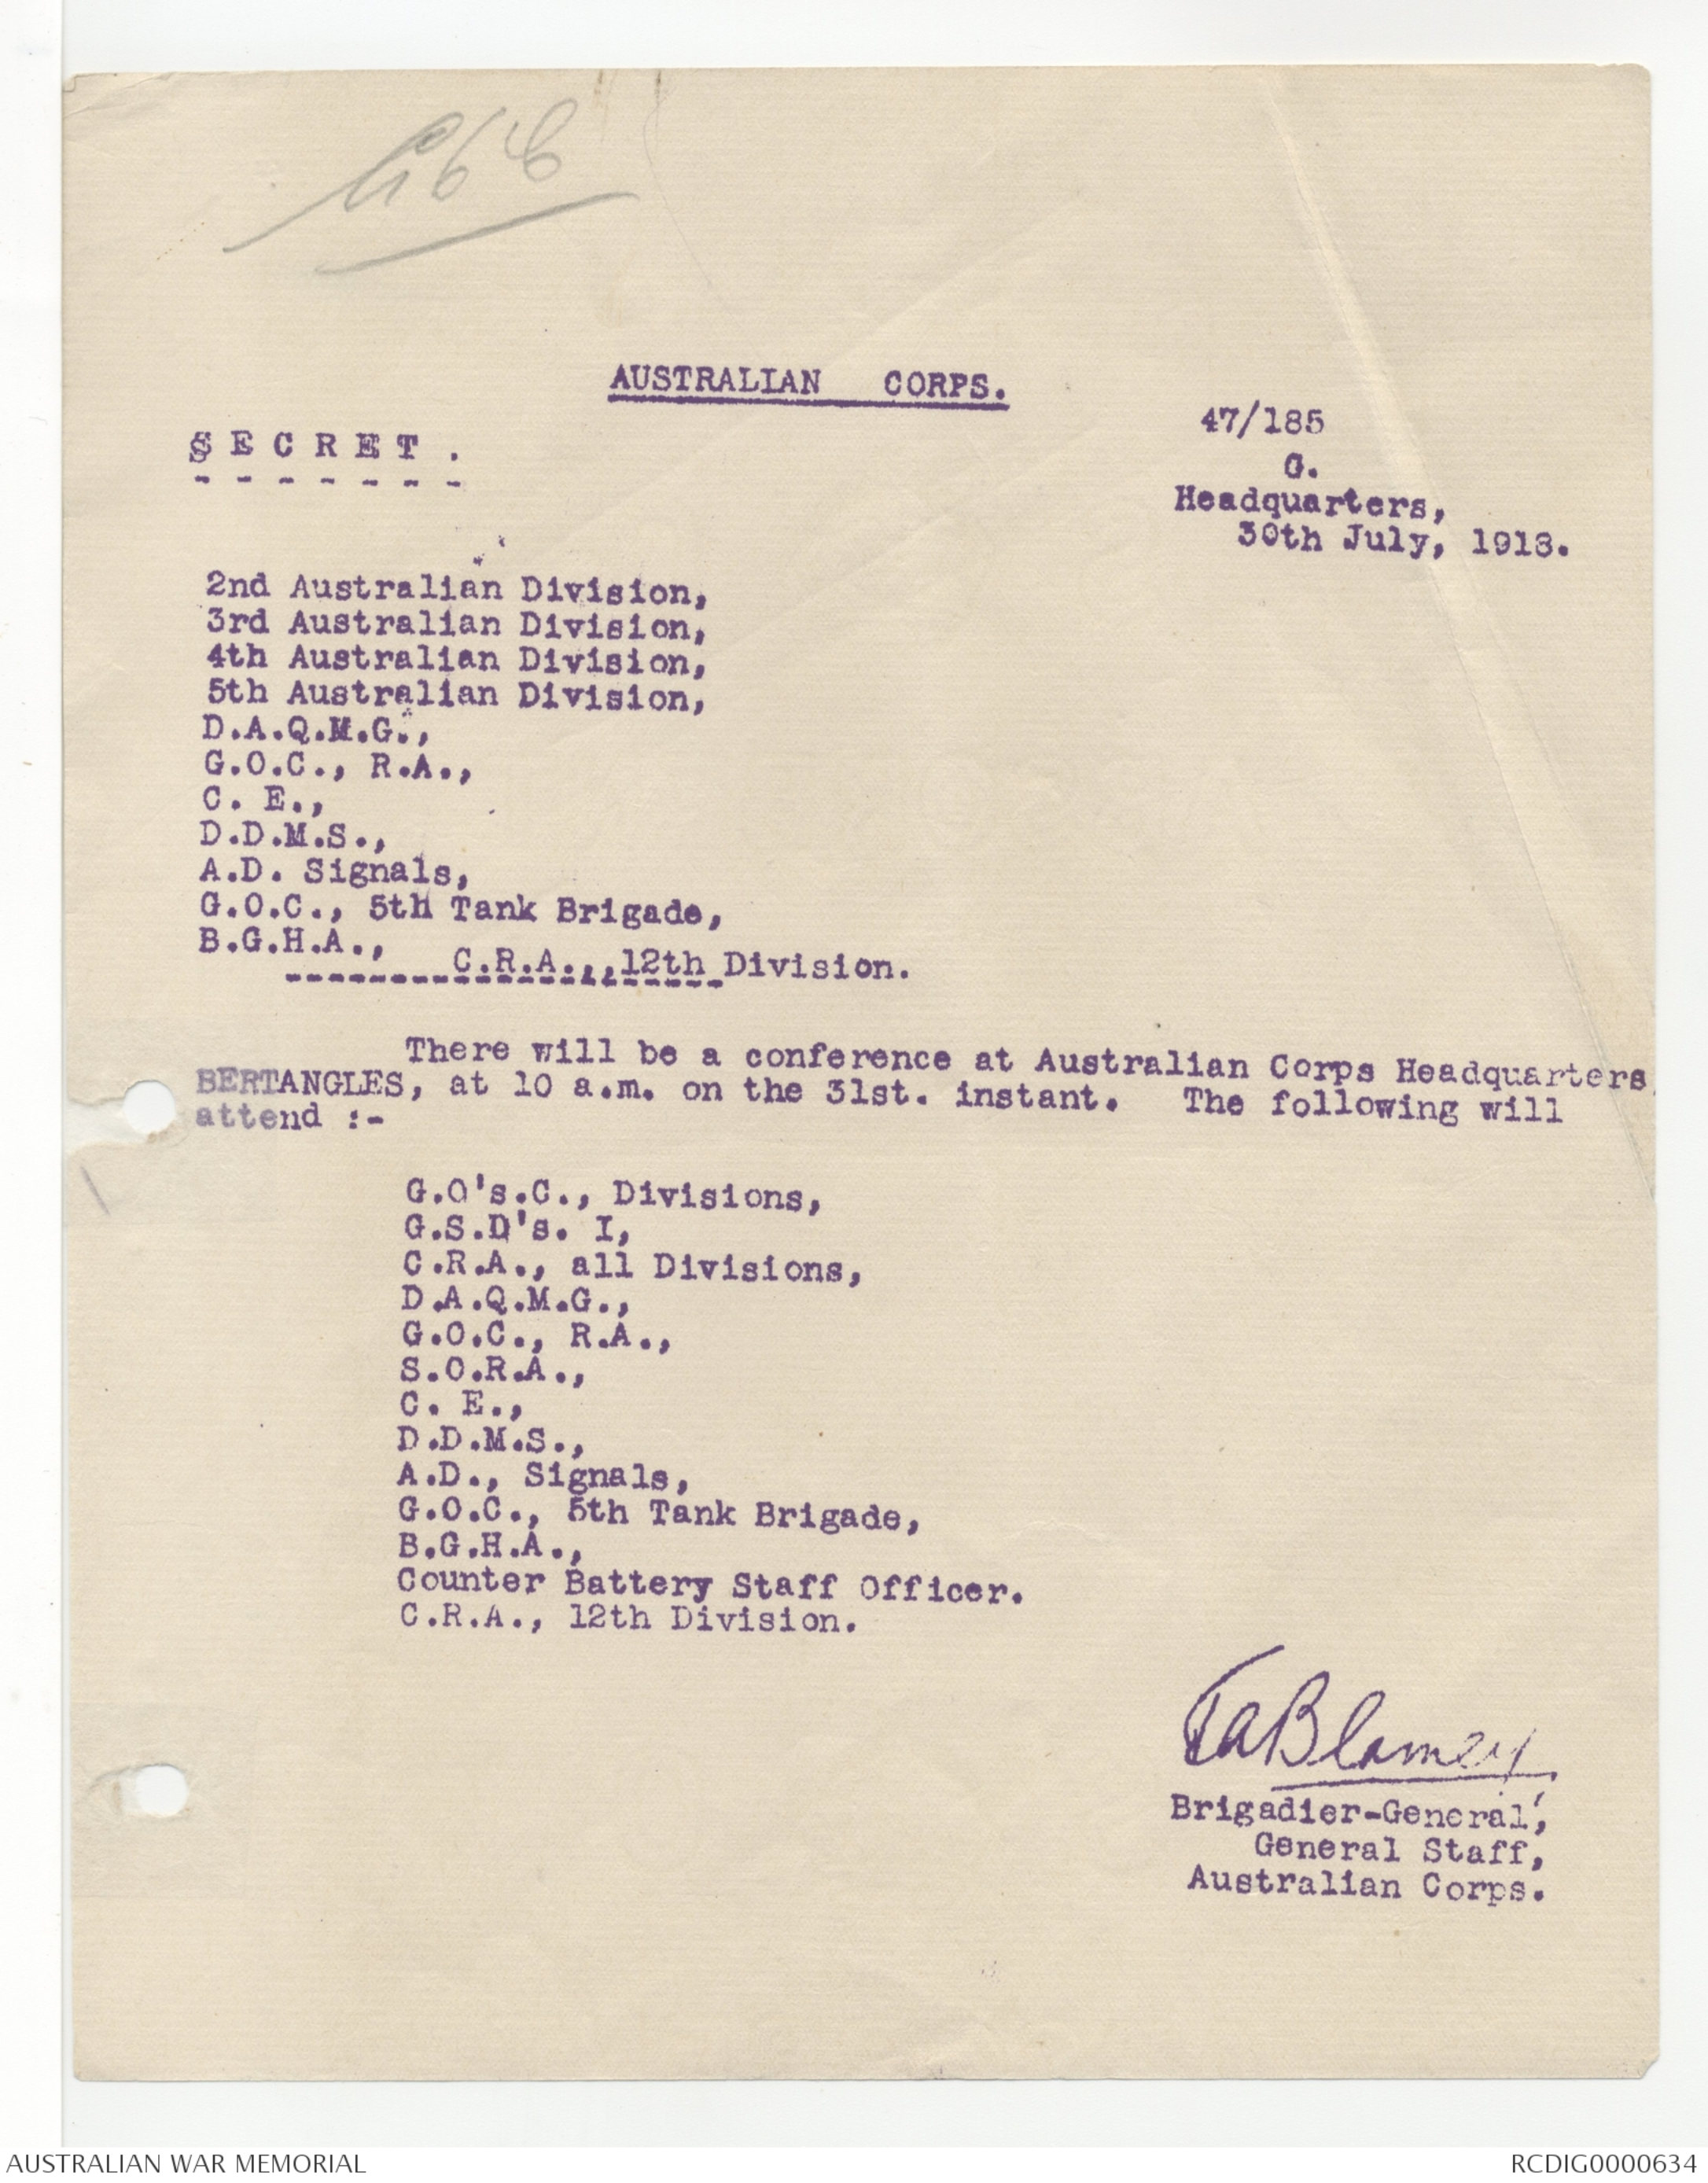 AUSTRALIAN CORPS.
47/185
SECRET.
G.
Headquarters,
30th July, 1918.
2nd Australian Division,
3rd Australian Division,
4th Australian Division,
5th Australian Division,
D.A.Q.M.G.,
G.O.C., R.A.,
C. E.,
D.D.M.S.,
A.D. Signals,
G.O.C., 5th Tank Brigade,
B.G.H.A.,
C.R.A., 12th Division.
There will be a conference at Australian Corps Headquarters
BERTANGLES, at 10 a.m. on the 31st. instant. The following will
attend :-
G.O's.C., Divisions,
G.S.D's. I,
C.R.A., all Divisions,
D.A.Q.M.G.,
G.O.C., R.A.,
S.O.R.A.,
C. E.,
D.D.M.S.,
A.D., Signals,
G.O.C., 5th Tank Brigade,
B.G.H.A.,
Counter Battery Staff Officer.
C.R.A., 12th Division.
TaBlamey
Brigadier-General,
General Staff,
Australian Corps.
AUSTRALIAN WAR MEMORIAL
RCDIG0000634